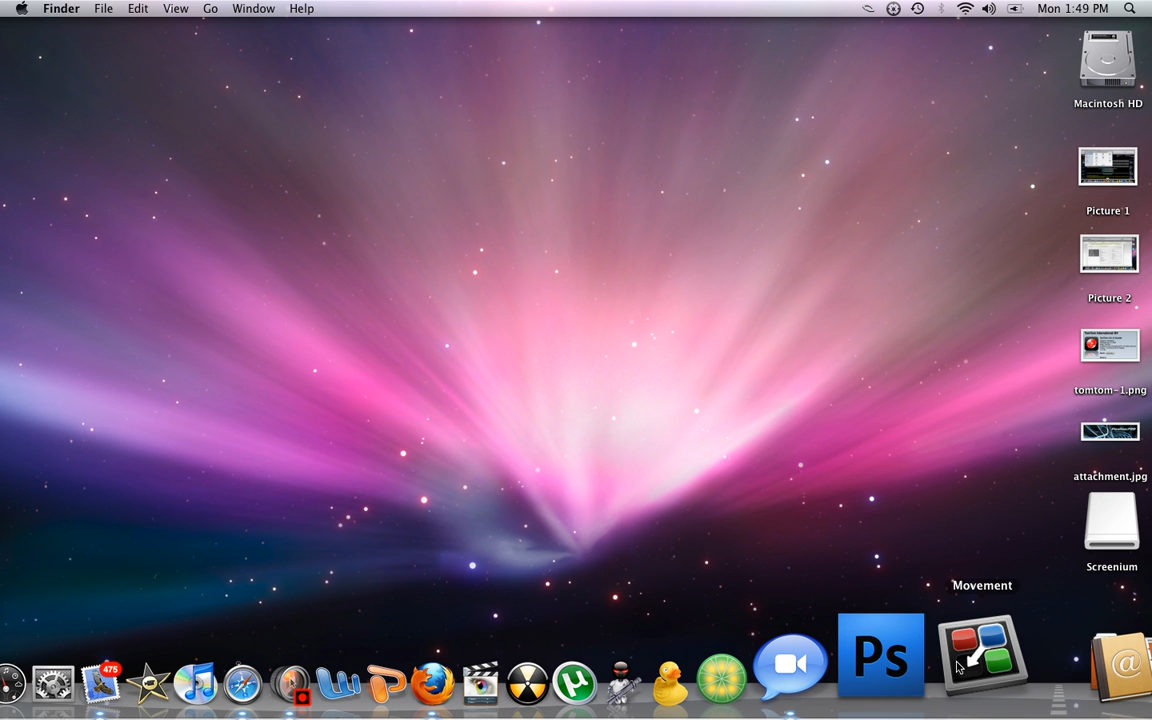 Finder File Edit View Go Window Help Mon 1:49 PM
Macintosh HD
Picture 1
Picture 2
tomtom-1.png
attachment.jpg
Screenium
Movement
475
Ps